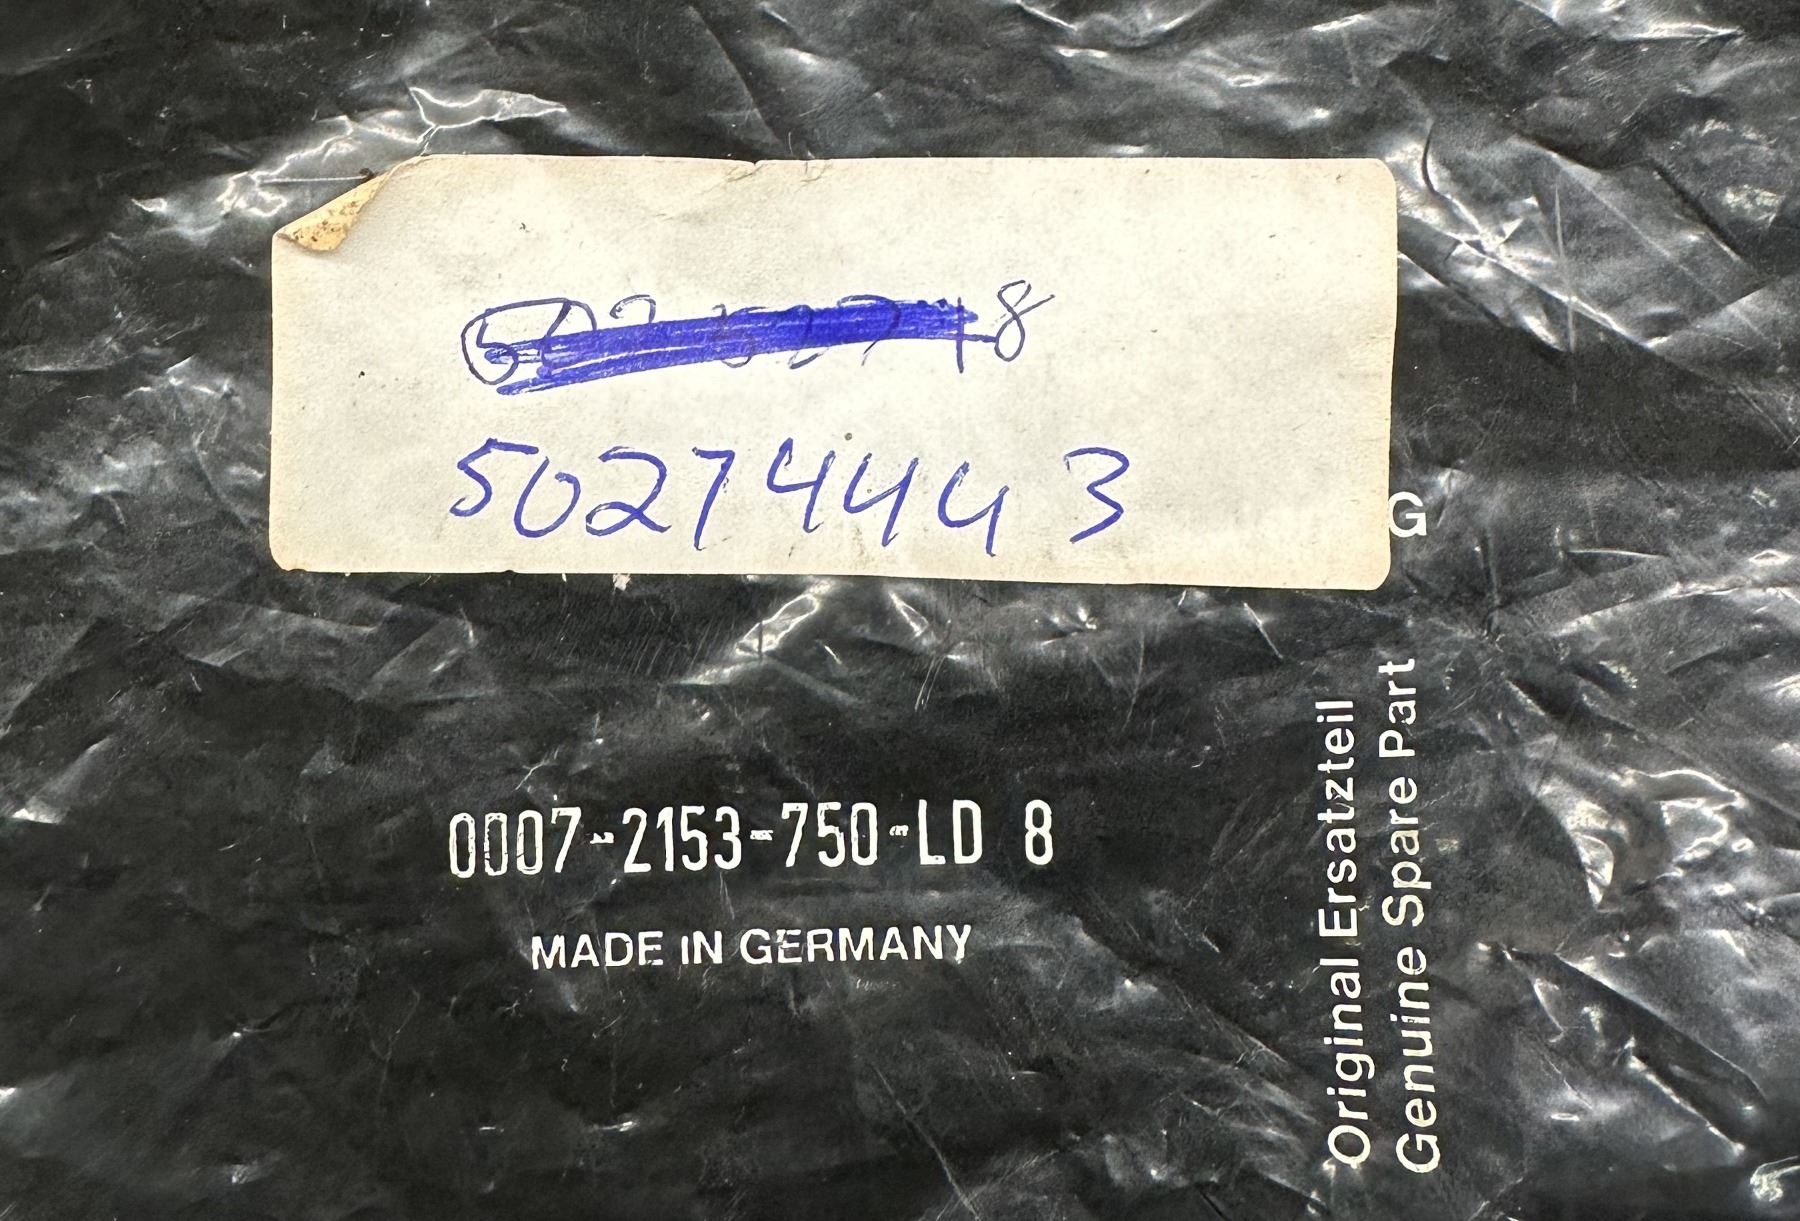 50274443
G
0007-2153-750-LD 8
MADE IN GERMANY
Original Ersatzteil
Genuine Spare Part